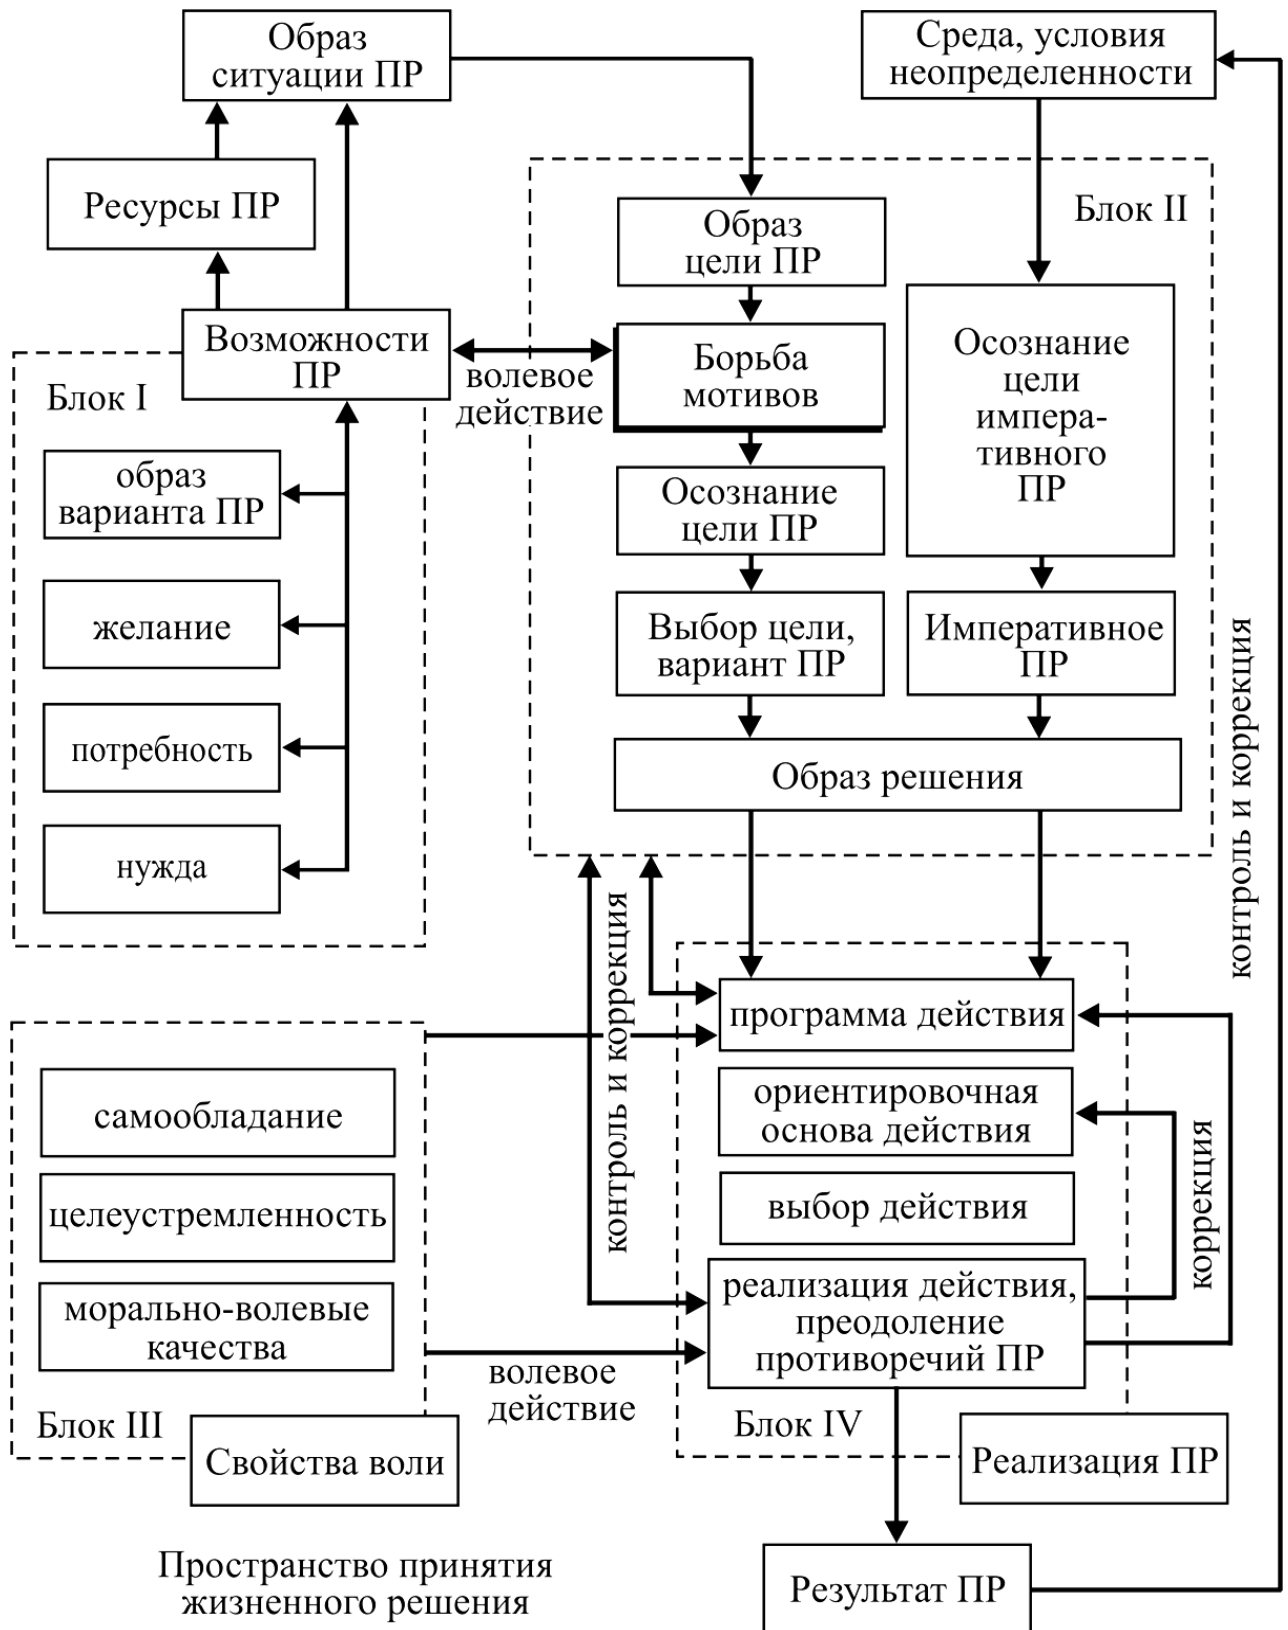 Образ
ситуации ПР
Среда, условия
неопределенности
Ресурсы ПР
Блок II
Образ
цели ПР
Возможности
ПР
волевое
действие
Борьба
мотивов
Осознание
цели
импера-
тивного
ПР
Блок I
образ
варианта ПР
Осознание
цели ПР
желание
Выбор цели,
вариант ПР
Императивное
ПР
потребность
Образ решения
нужда
контроль и коррекция
контроль и коррекция
программа действия
самообладание
ориентировочная
основа действия
целеустремленность
выбор действия
коррекция
морально-волевые
качества
реализация действия,
преодоление
противоречий ПР
волевое
действие
Блок III
Свойства воли
Блок IV
Реализация ПР
Пространство принятия
жизненного решения
Результат ПР